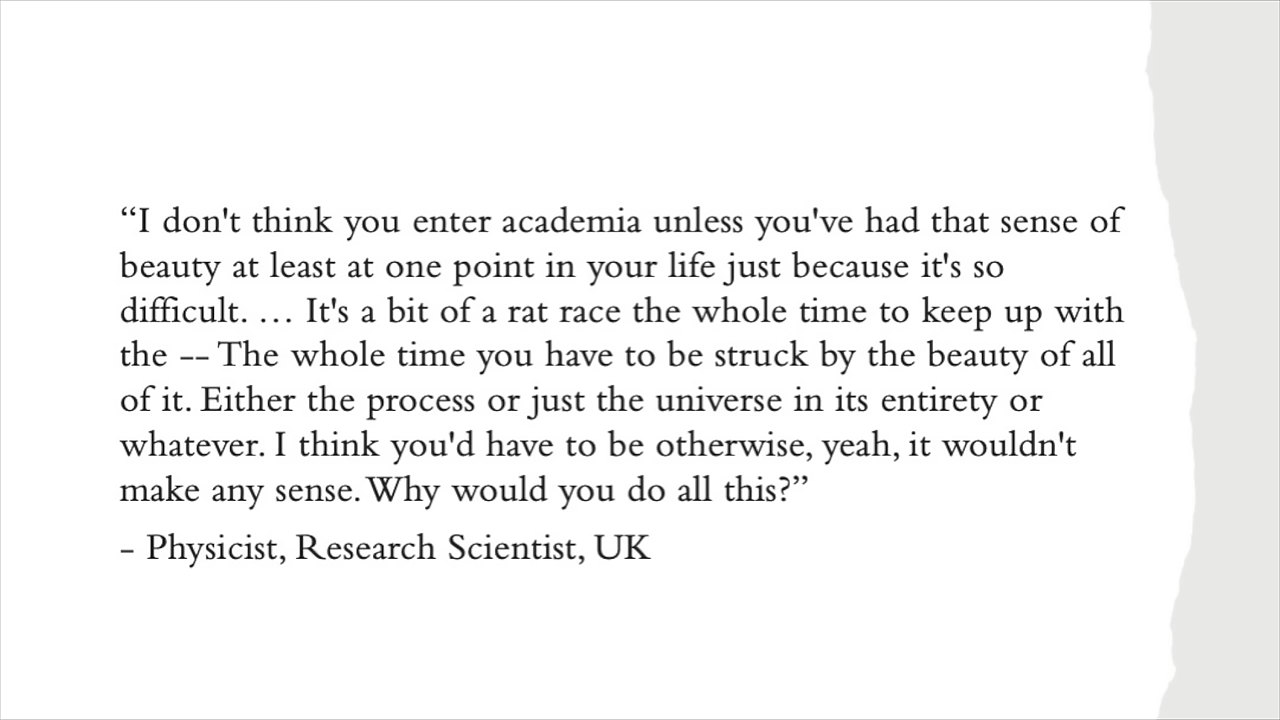 “I don't think you enter academia unless you've had that sense of
beauty at least at one point in your life just because it's so
difficult. … It's a bit of a rat race the whole time to keep up with
the -- The whole time you have to be struck by the beauty of all
of it. Either the process or just the universe in its entirety or
whatever. I think you'd have to be otherwise, yeah, it wouldn't
make any sense. Why would you do all this?”
- Physicist, Research Scientist, UK